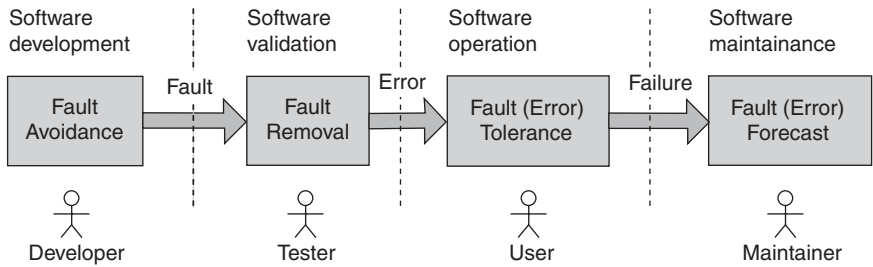 Software
development
Software
validation
Software
operation
Software
maintainance
Fault
Avoidance
Fault
Fault
Removal
Error
Fault (Error)
Tolerance
Failure
Fault (Error)
Forecast
Developer
Tester
User
Maintainer